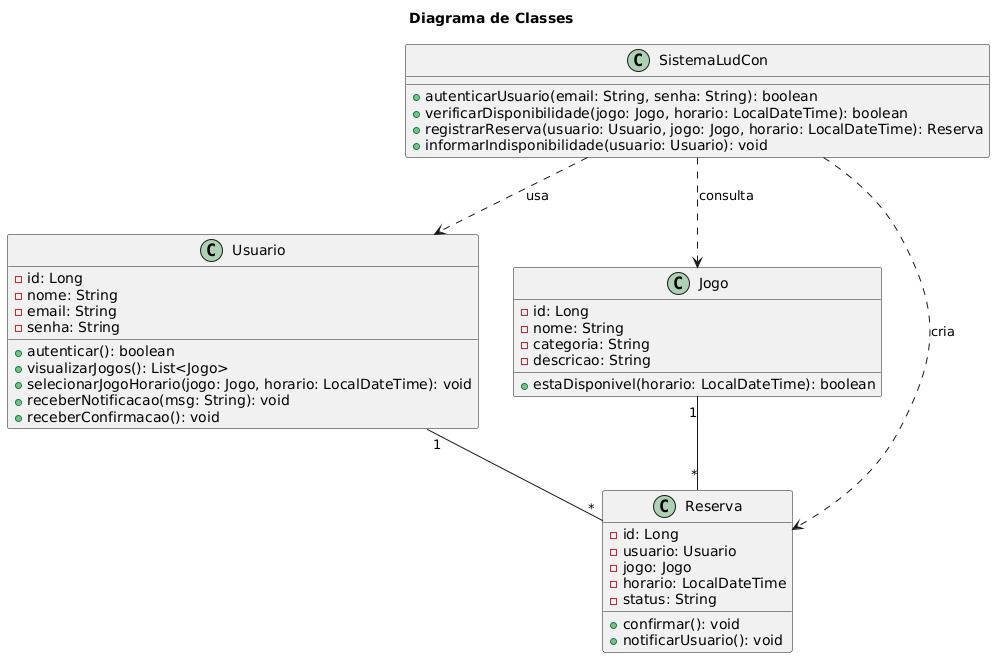 Diagrama de Classes
C SistemaLudCon
autenticarUsuario(email: String, senha: String): boolean
verificarDisponibilidade(jogo: Jogo, horario: LocalDateTime): boolean
registrarReserva(usuario: Usuario, jogo: Jogo, horario: LocalDateTime): Reserva
informarIndisponibilidade(usuario: Usuario): void
usa
consulta
cria
C Usuario
id: Long
nome: String
email: String
senha: String
autenticar(): boolean
visualizarJogos(): List<Jogo>
selecionarJogoHorario(jogo: Jogo, horario: LocalDateTime): void
receberNotificacao(msg: String): void
receberConfirmacao(): void
C Jogo
id: Long
nome: String
categoria: String
descricao: String
estaDisponivel(horario: LocalDateTime): boolean
1
1
*
*
C Reserva
id: Long
usuario: Usuario
jogo: Jogo
horario: LocalDateTime
status: String
confirmar(): void
notificarUsuario(): void